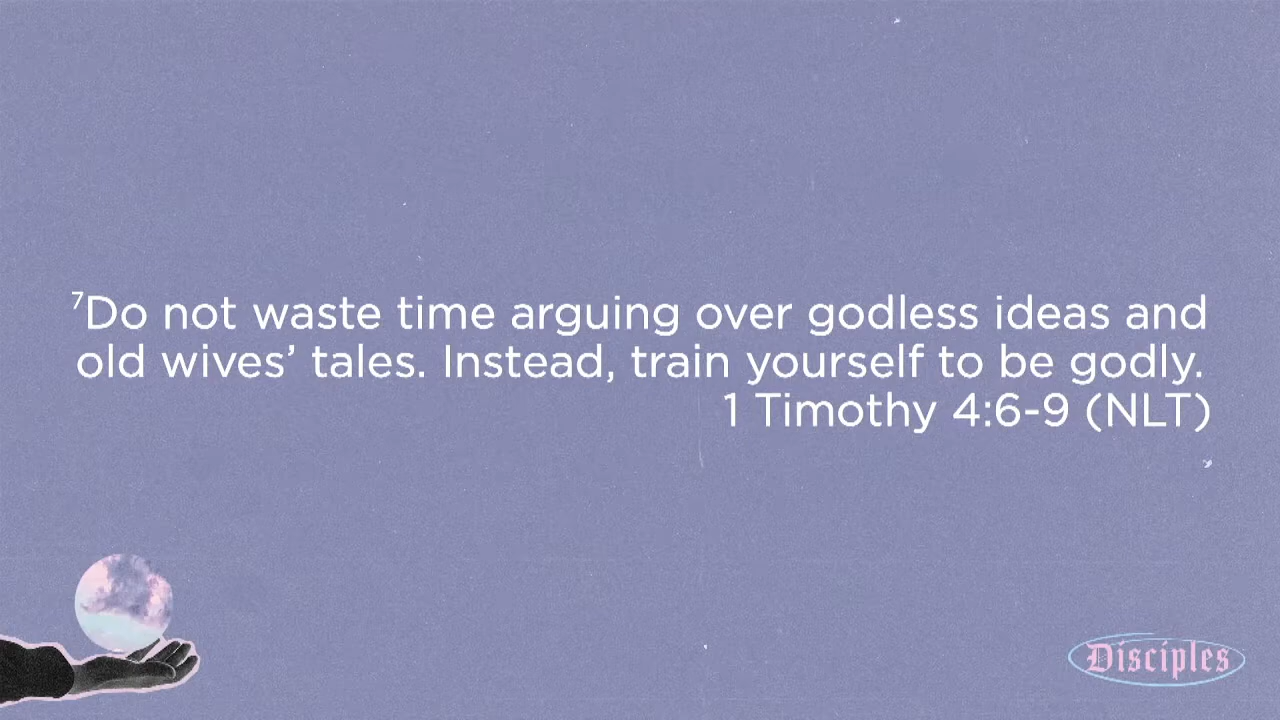 ⁷Do not waste time arguing over godless ideas and
old wives’ tales. Instead, train yourself to be godly.
1 Timothy 4:6-9 (NLT)
Disciples